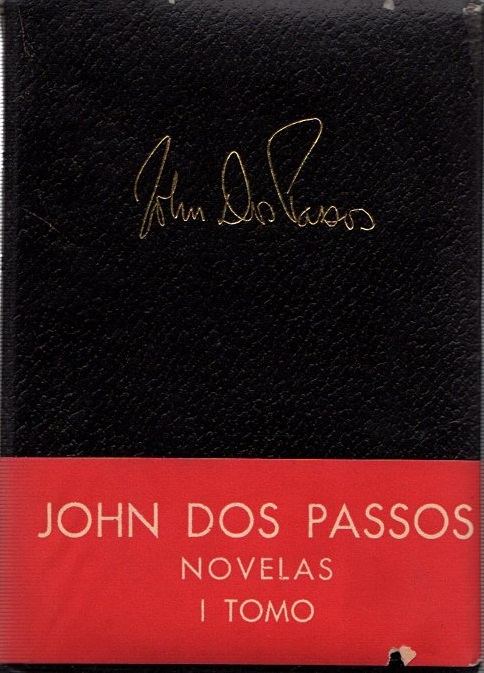 John Dos Passos
JOHN DOS PASSOS
NOVELAS
I TOMO